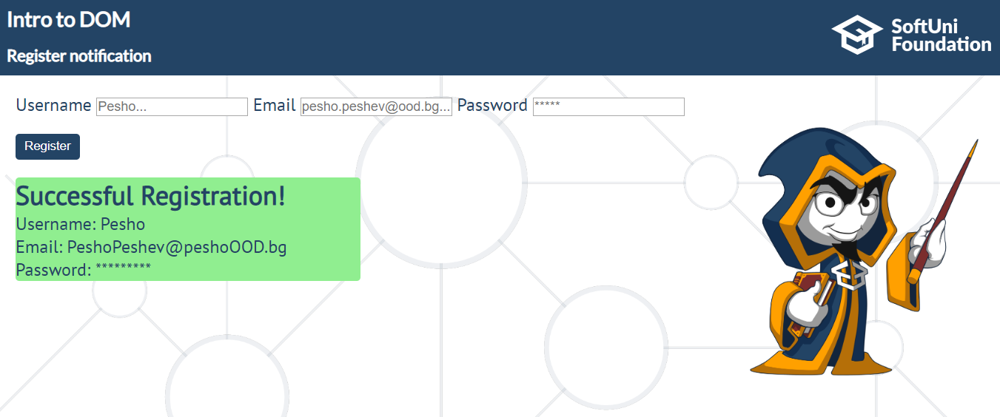 Intro to DOM
Register notification
SoftUni
Foundation
Username Pesho... Email pesho.peshev@ood.bg... Password *****
Register
Successful Registration!
Username: Pesho
Email: PeshoPeshev@peshoOOD.bg
Password: *********